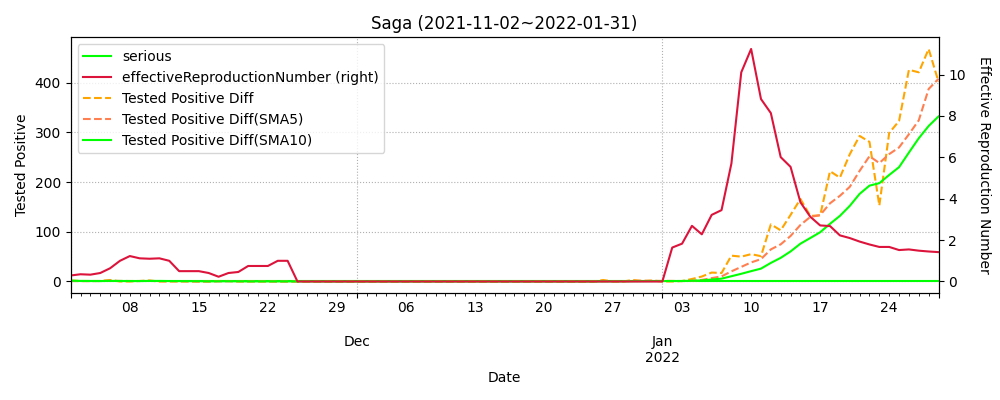 Saga (2021-11-02~2022-01-31)
serious
effectiveReproductionNumber (right)
Tested Positive Diff
Tested Positive Diff(SMA5)
Tested Positive Diff(SMA10)
Tested Positive
400
300
200
100
0
10
8
6
4
2
0
Effective Reproduction Number
08 15 22 29 06 13 20 27 03 10 17 24
Dec Jan
2022
Date